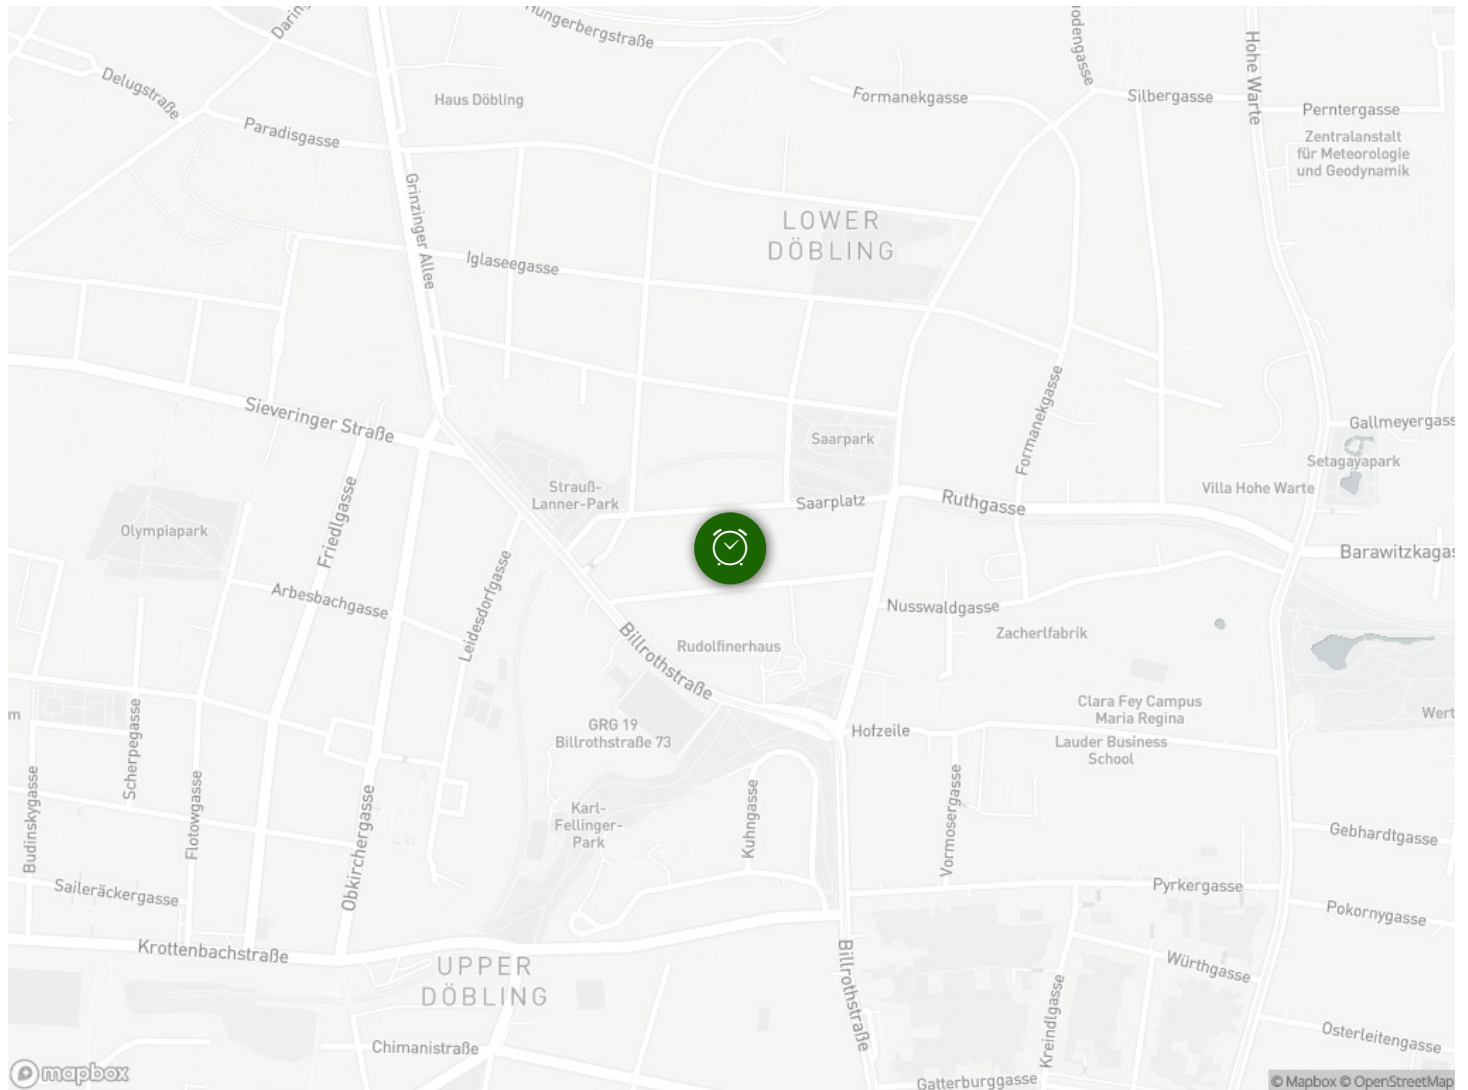 Hungerbergstraße
Hohe Warte
Delugstraße
Haus Döbling
Formanekgasse
Silbergasse
Perntergasse
Paradisgasse
Zentralanstalt
für Meteorologie
und Geodynamik
Grinzinger Allee
LOWER
DÖBLING
Iglaseegasse
Sieveringer Straße
Formanekgasse
Saarpark
Gallmeyergass
Setagayapark
Strauß-
Lanner-Park
Saarplatz
Ruthgasse
Villa Hohe Warte
Olympiapark
Friedlgasse
Barawitzkagas
Arbesbachgasse
Leidesdorfgasse
Nusswaldgasse
Billrothstraße
Rudolfinerhaus
Zacherlfabrik
Clara Fey Campus
Maria Regina
m
Scherpegasse
GRG 19
Billrothstraße 73
Hofzeile
Wert
Lauder Business
School
Budinskygasse
Flotowgasse
Obkirchergasse
Karl-
Fellinger-
Park
Kuhngasse
Vormosergasse
Gebhardtgasse
Saileräckergasse
Pyrkergasse
Pokornygasse
Krottenbachstraße
UPPER
DÖBLING
Billrothstraße
Würthgasse
Kreindlgasse
Osterleitengasse
Chimanistraße
Gatterburggasse
mapbox
© Mapbox © OpenStreetMap